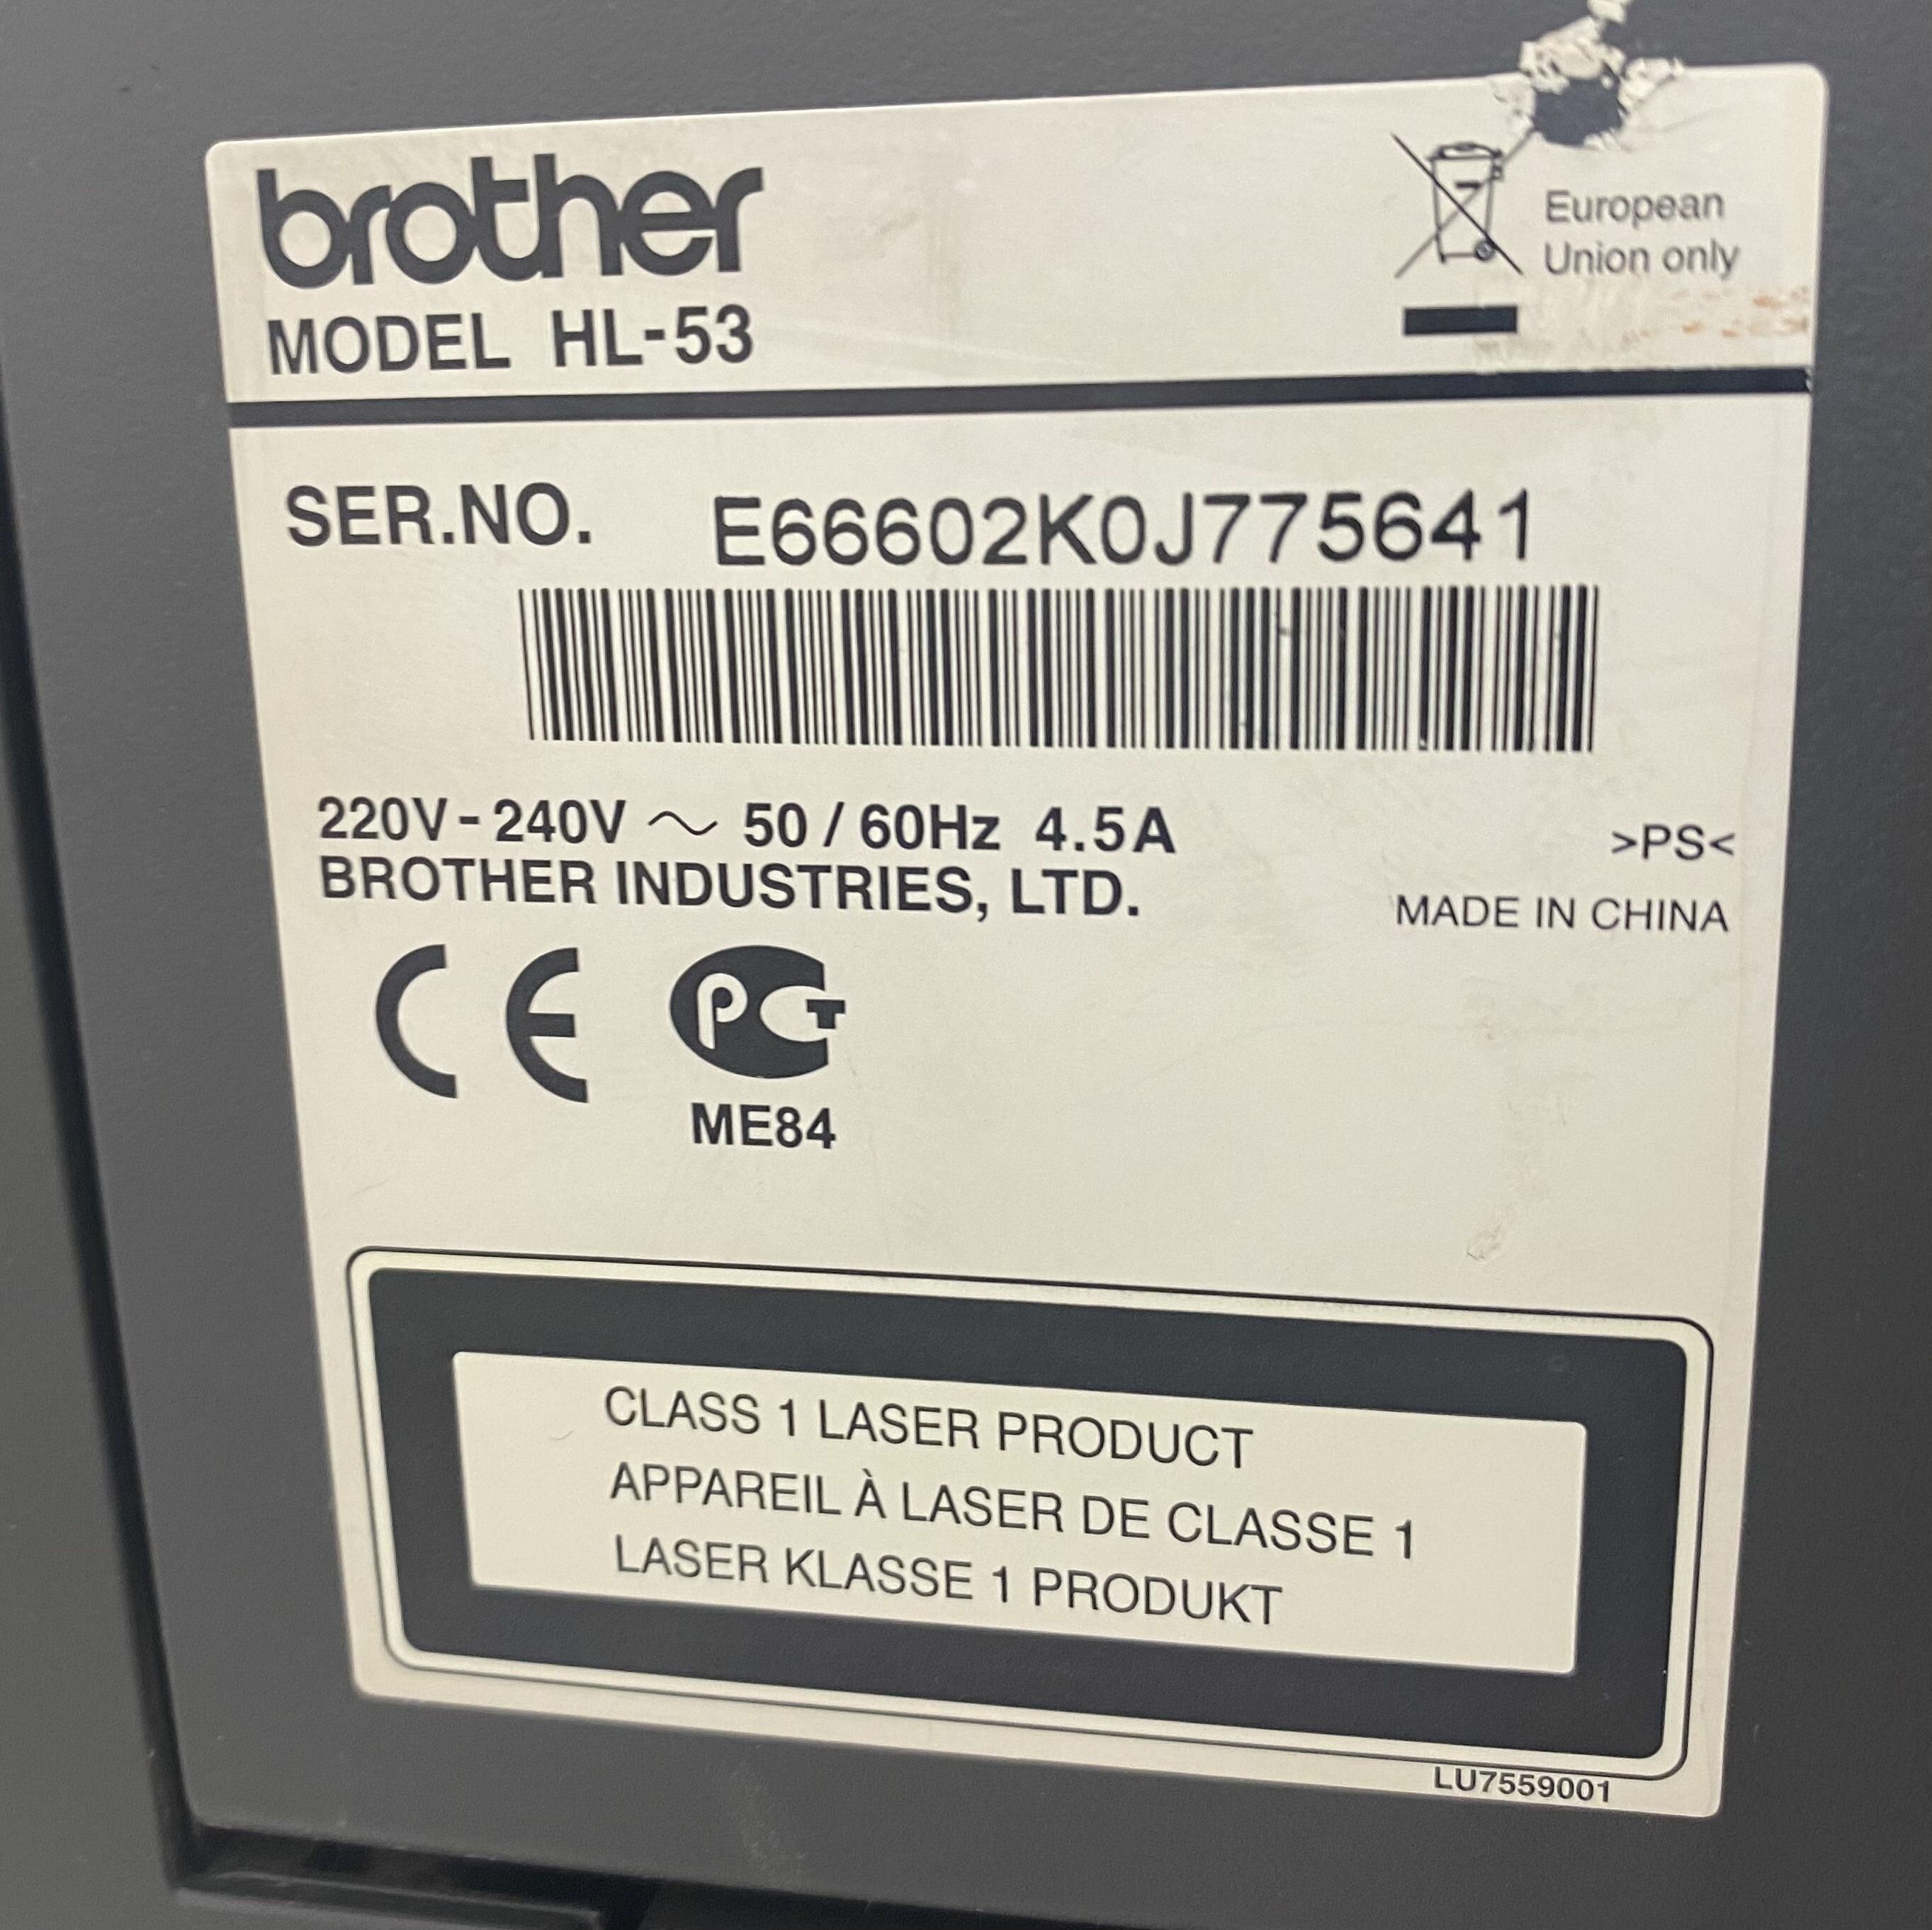 brother
MODEL HL-53
European
Union only
SER.NO. E66602K0J775641
220V-240V ~ 50 / 60Hz 4.5A
BROTHER INDUSTRIES, LTD.
>PS<
MADE IN CHINA
CE PCT
ME84
CLASS 1 LASER PRODUCT
APPAREIL À LASER DE CLASSE 1
LASER KLASSE 1 PRODUKT
LU7559001